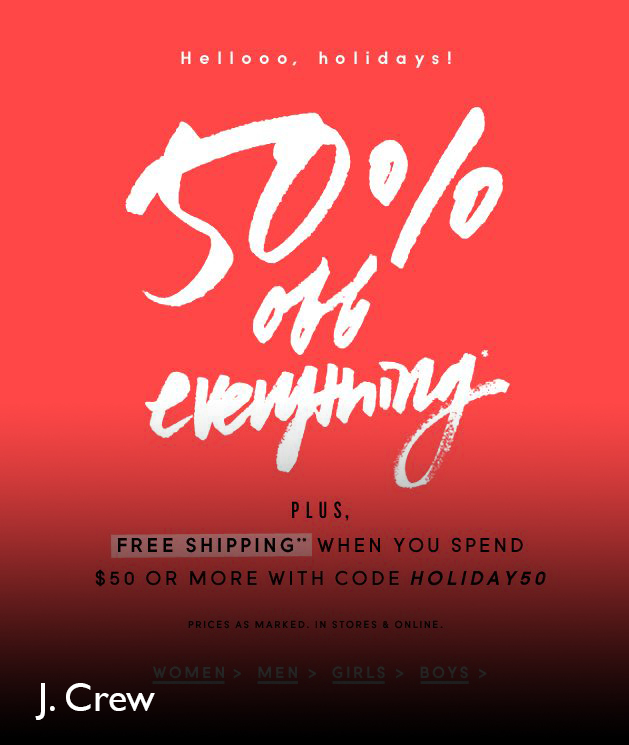 Hellooo, holidays!
50%
off
everything*
PLUS,
FREE SHIPPING** WHEN YOU SPEND
$50 OR MORE WITH CODE HOLIDAY50
PRICES AS MARKED. IN STORES & ONLINE.
WOMEN > MEN > GIRLS > BOYS >
J. Crew